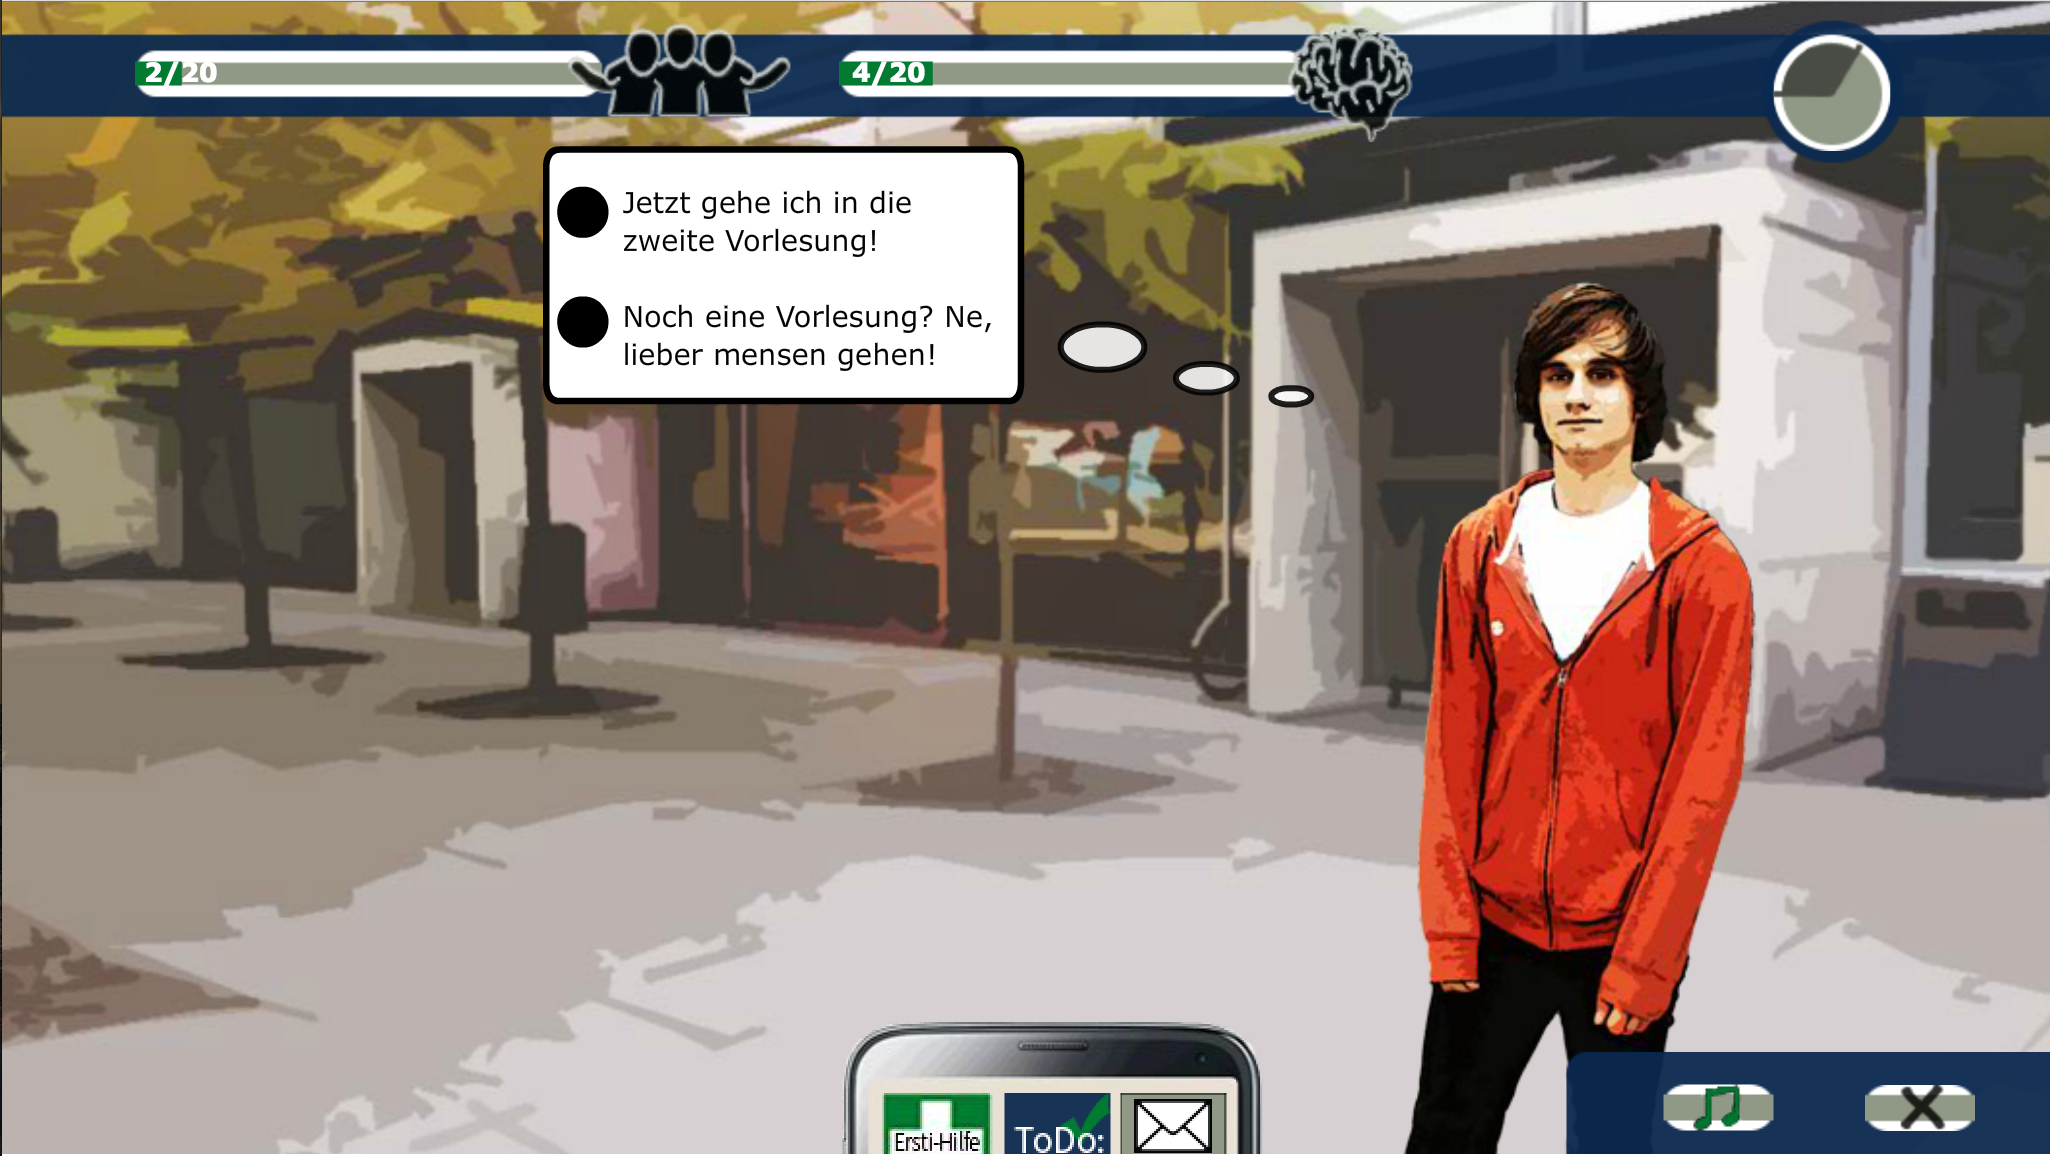 2/20
4/20
Jetzt gehe ich in die
zweite Vorlesung!
Noch eine Vorlesung? Ne,
lieber mensen gehen!
Ersti-Hilfe
ToDo: